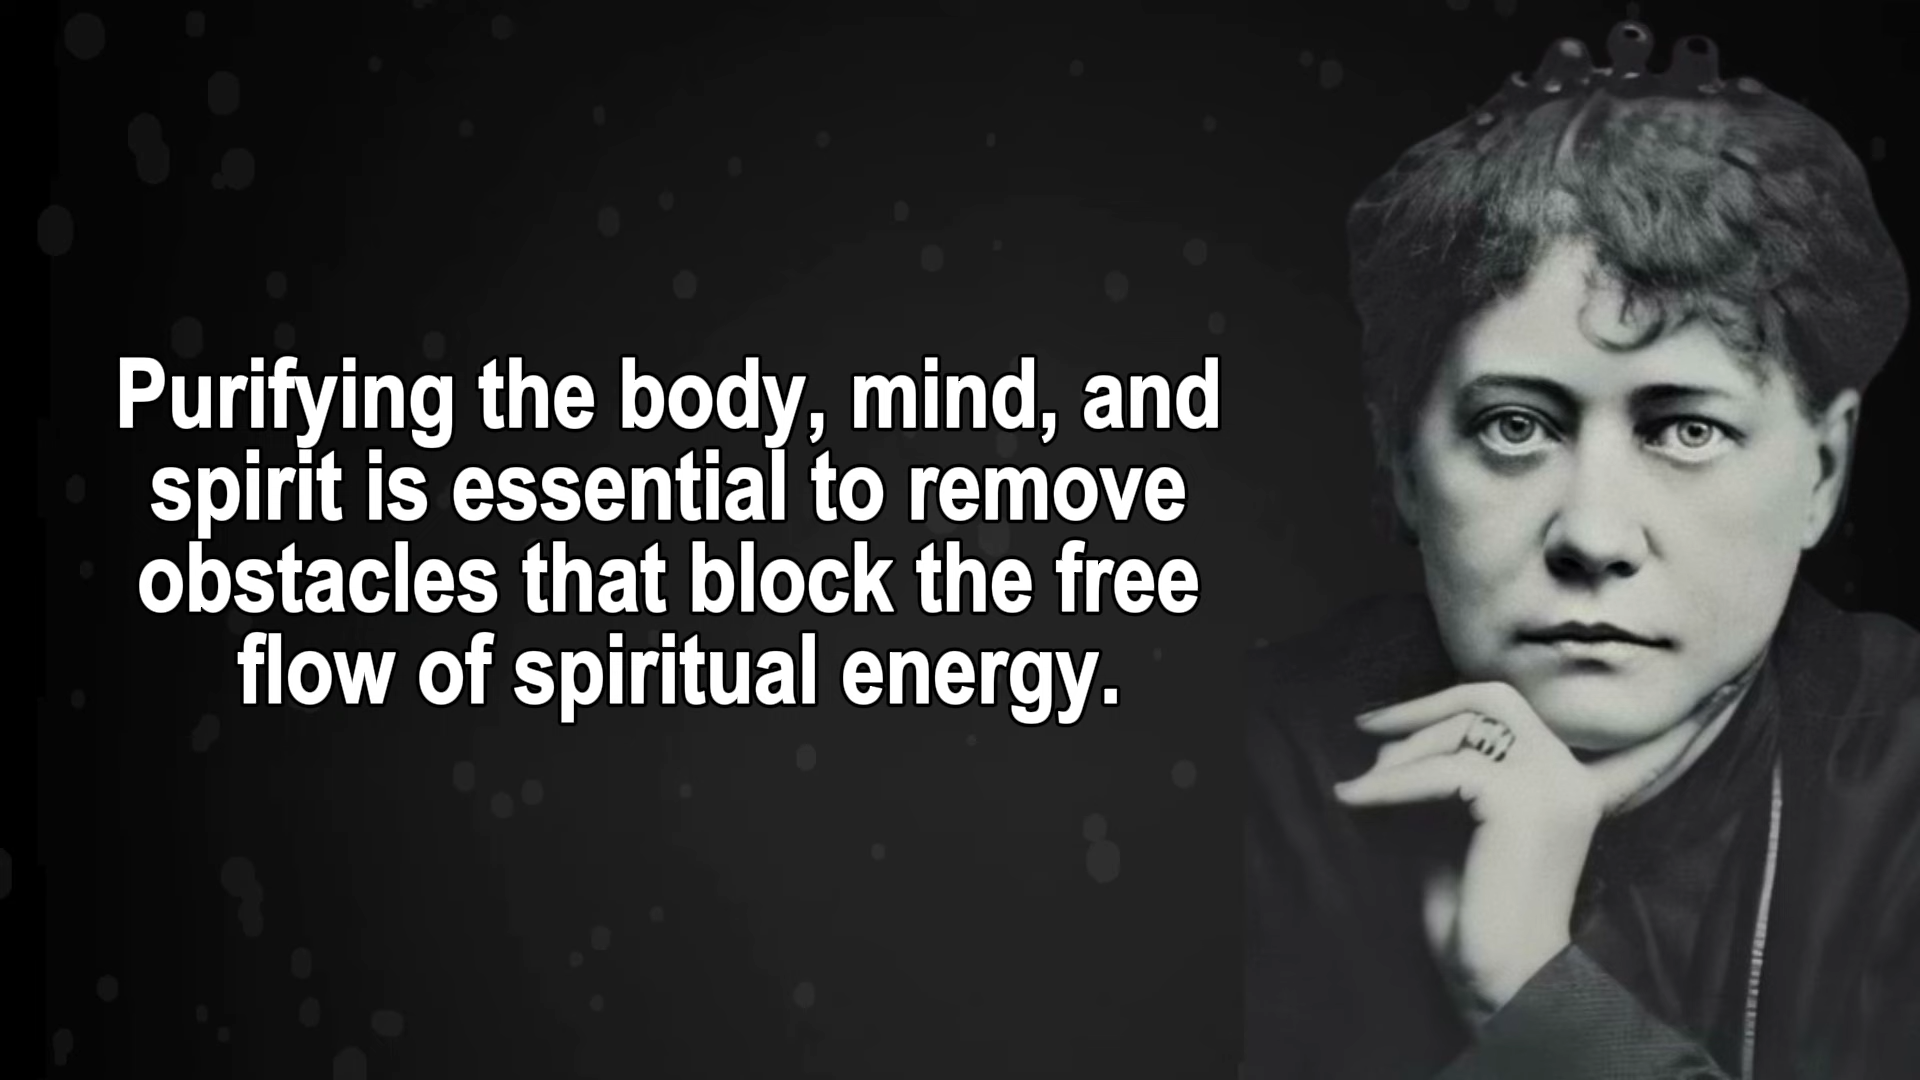 Purifying the body, mind, and
spirit is essential to remove
obstacles that block the free
flow of spiritual energy.